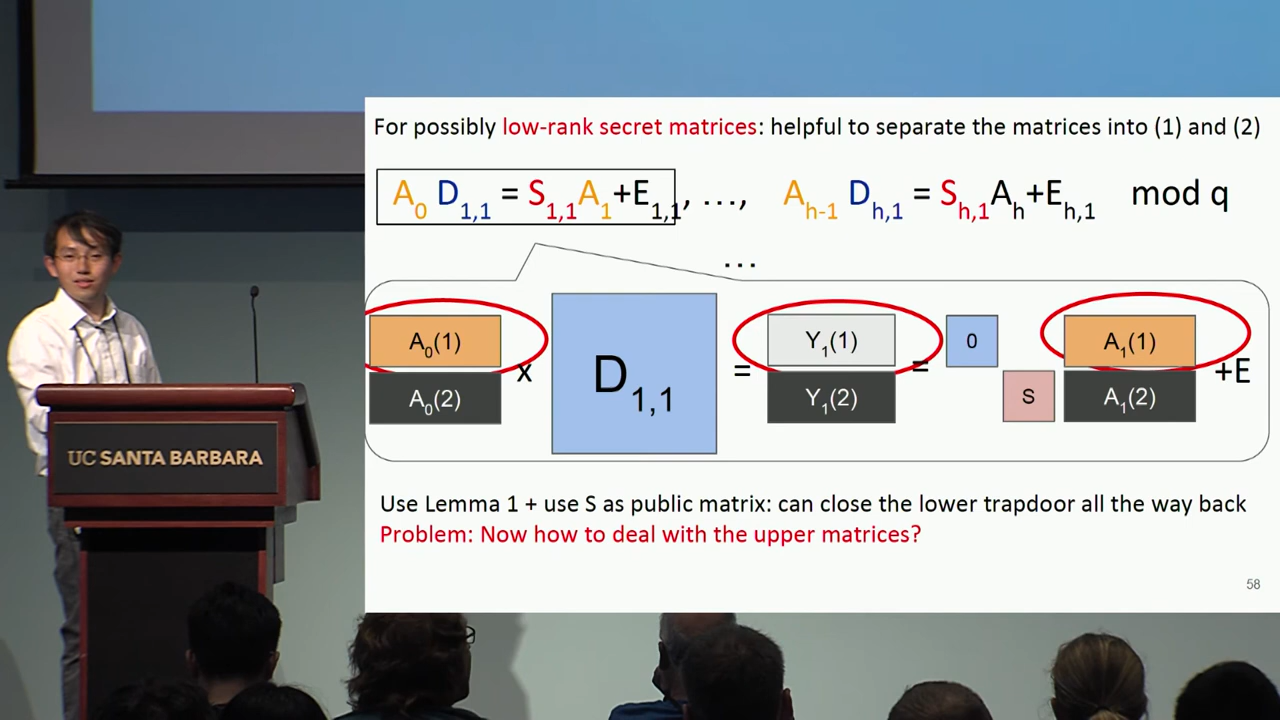 For possibly low-rank secret matrices: helpful to separate the matrices into (1) and (2)
A0 D1,1 = S1,1A1+E1,1, ..., Ah-1 Dh,1 = Sh,1Ah+Eh,1 mod q
...
A0(1) Y1(1) 0 A1(1)
x D1,1 = = +E
A0(2) Y1(2) S A1(2)
Use Lemma 1 + use S as public matrix: can close the lower trapdoor all the way back
Problem: Now how to deal with the upper matrices?
58
UC SANTA BARBARA